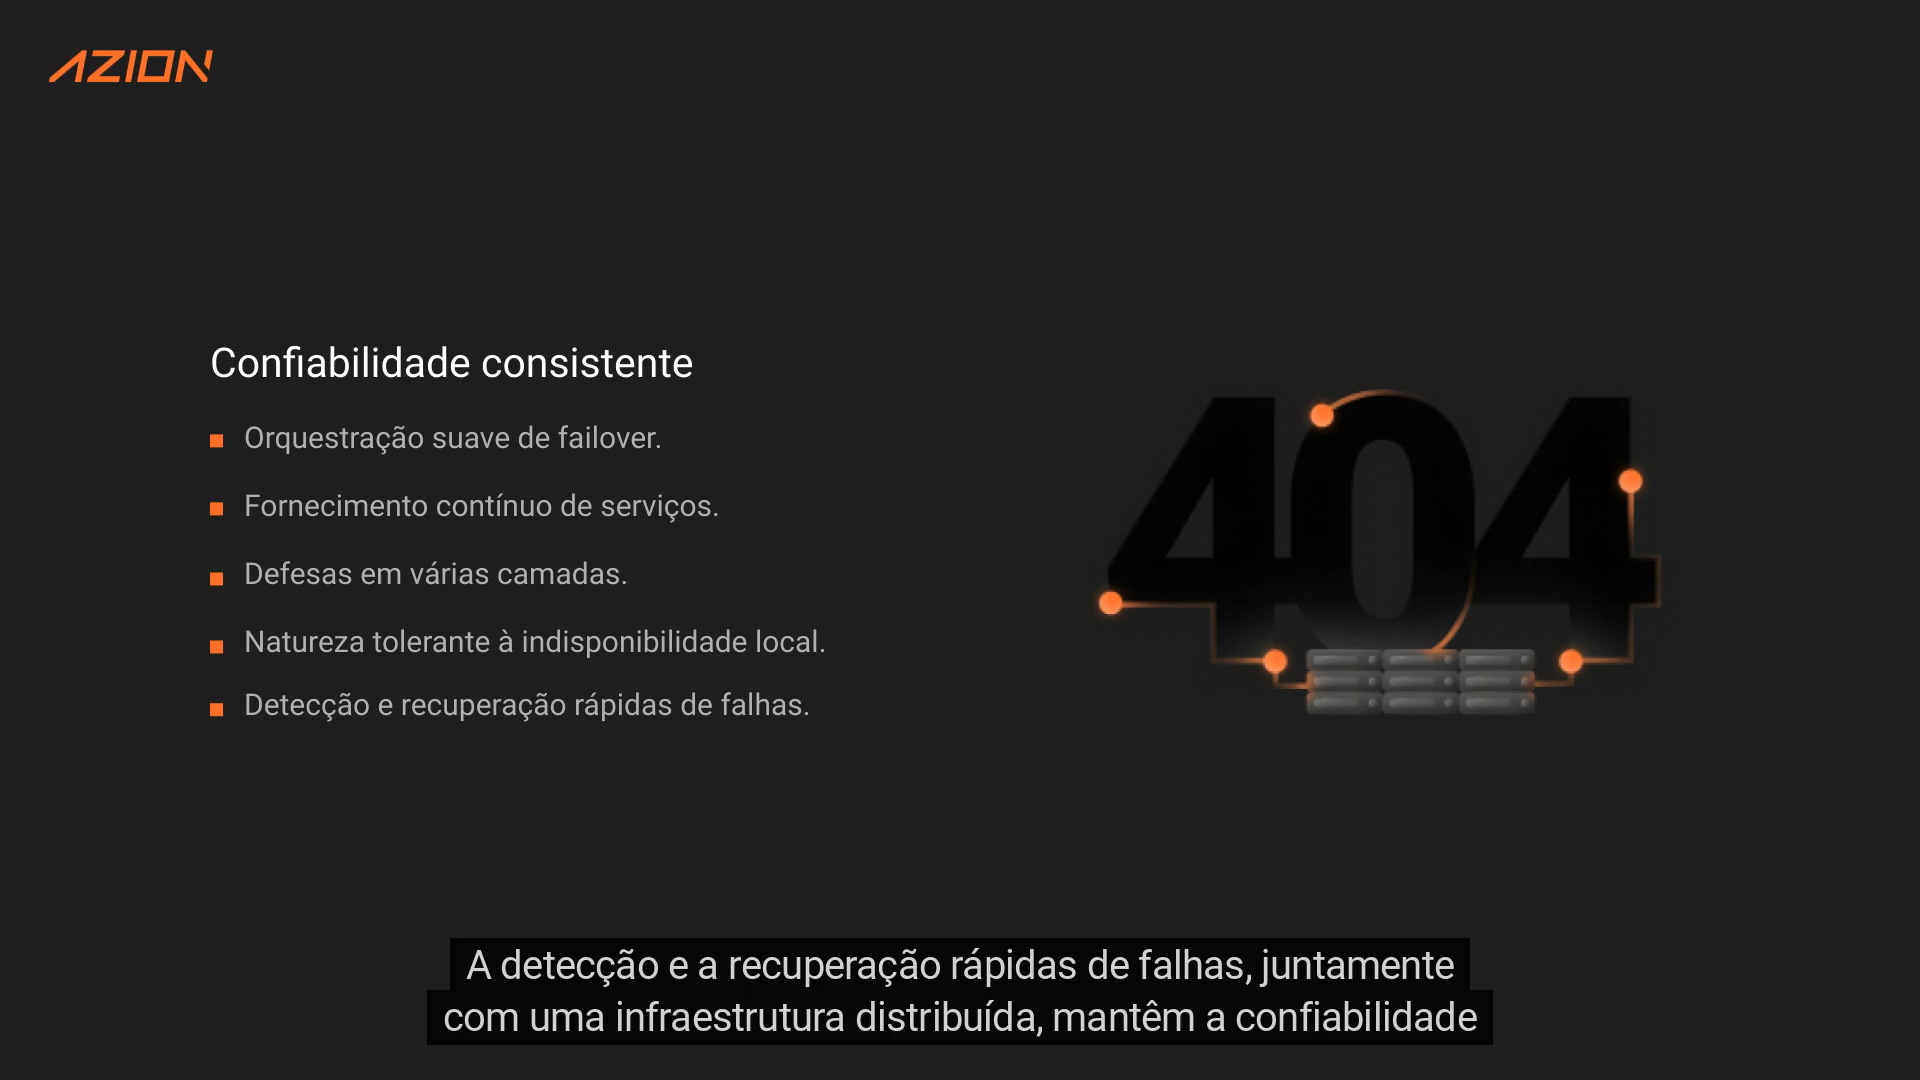 AZION
Confiabilidade consistente
Orquestração suave de failover.
Fornecimento contínuo de serviços.
Defesas em várias camadas.
Natureza tolerante à indisponibilidade local.
Detecção e recuperação rápidas de falhas.
404
A detecção e a recuperação rápidas de falhas, juntamente
com uma infraestrutura distribuída, mantêm a confiabilidade